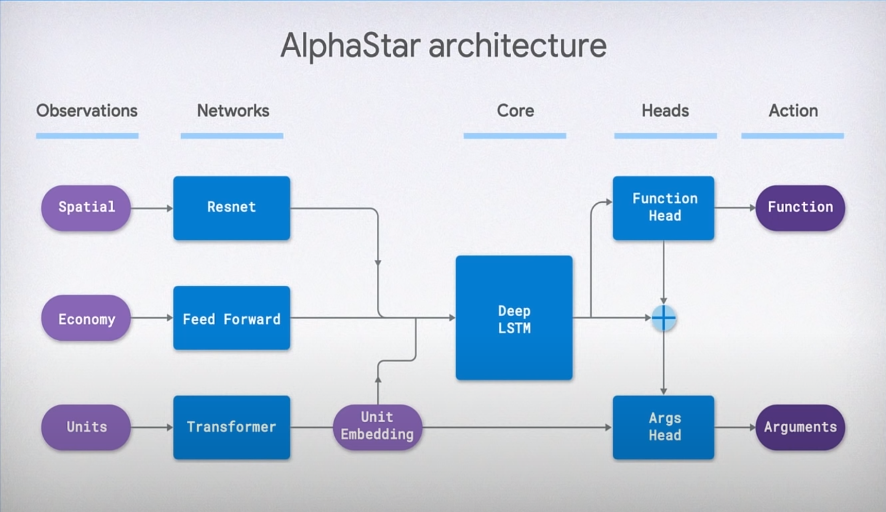 AlphaStar architecture
Observations
Networks
Core
Heads
Action
Spatial
Resnet
Function
Head
Function
Economy
Feed Forward
Deep
LSTM
Units
Transformer
Unit
Embedding
Args
Head
Arguments